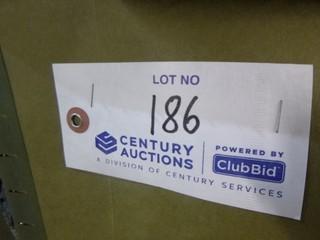 LOT NO
186
CENTURY AUCTIONS
A DIVISION OF CENTURY SERVICES
POWERED BY
ClubBid